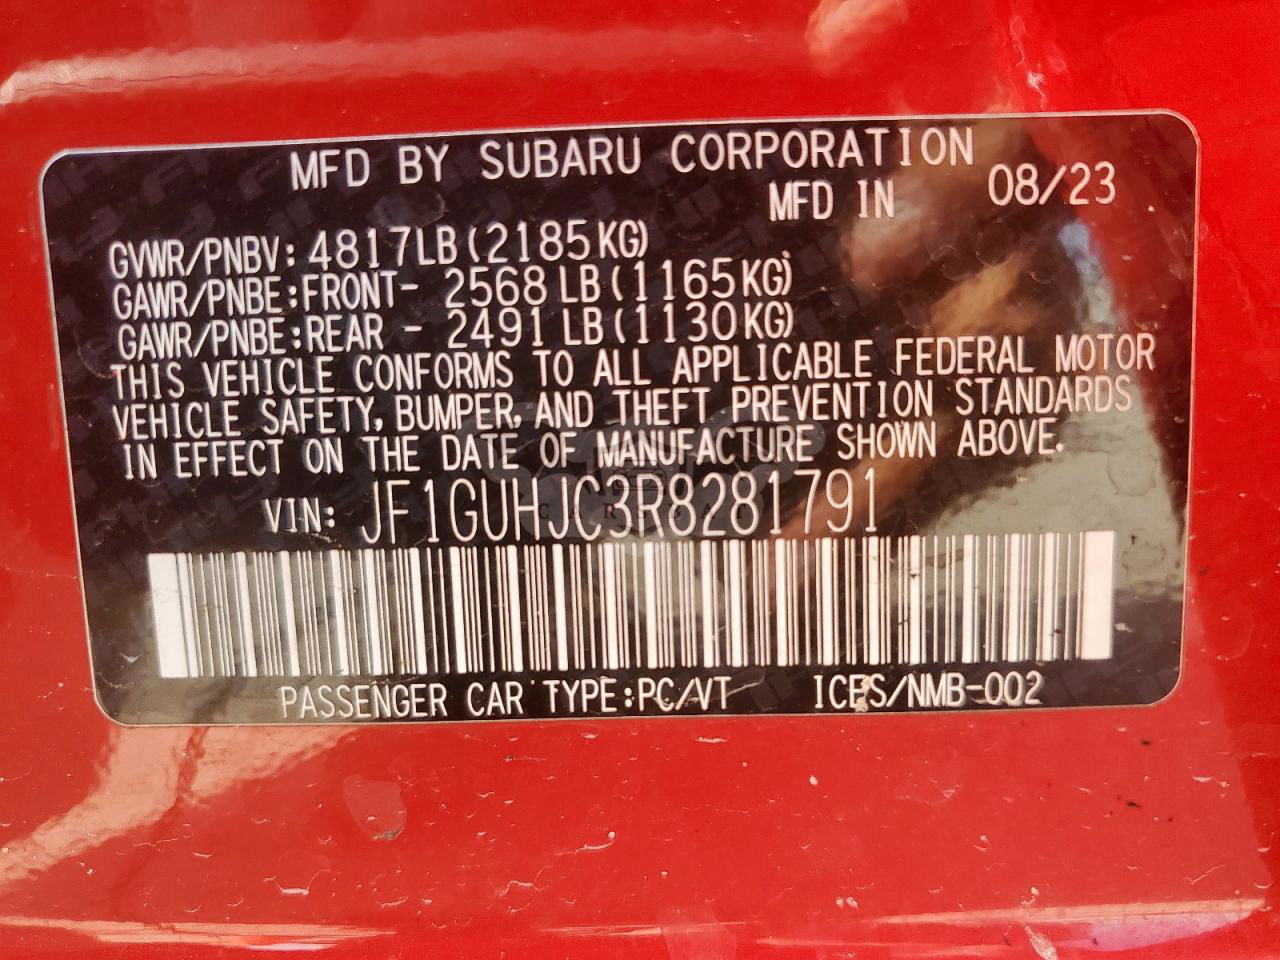 MFD BY SUBARU CORPORATION
MFD IN 08/23
GVWR/PNBV: 4817LB(2185KG)
GAWR/PNBE:FRONT- 2568 LB(1165KG)
GAWR/PNBE:REAR - 2491 LB(1130KG)
THIS VEHICLE CONFORMS TO ALL APPLICABLE FEDERAL MOTOR
VEHICLE SAFETY, BUMPER, AND THEFT PREVENTION STANDARDS
IN EFFECT ON THE DATE OF MANUFACTURE SHOWN ABOVE.
VIN: JF1GUHJC3R8281791
PASSENGER CAR TYPE:PC/VT ICES/NMB-002